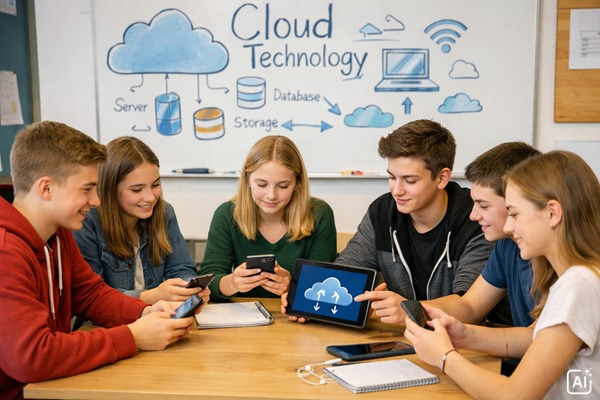 Cloud
Technology
Server
Database
Storage
AI